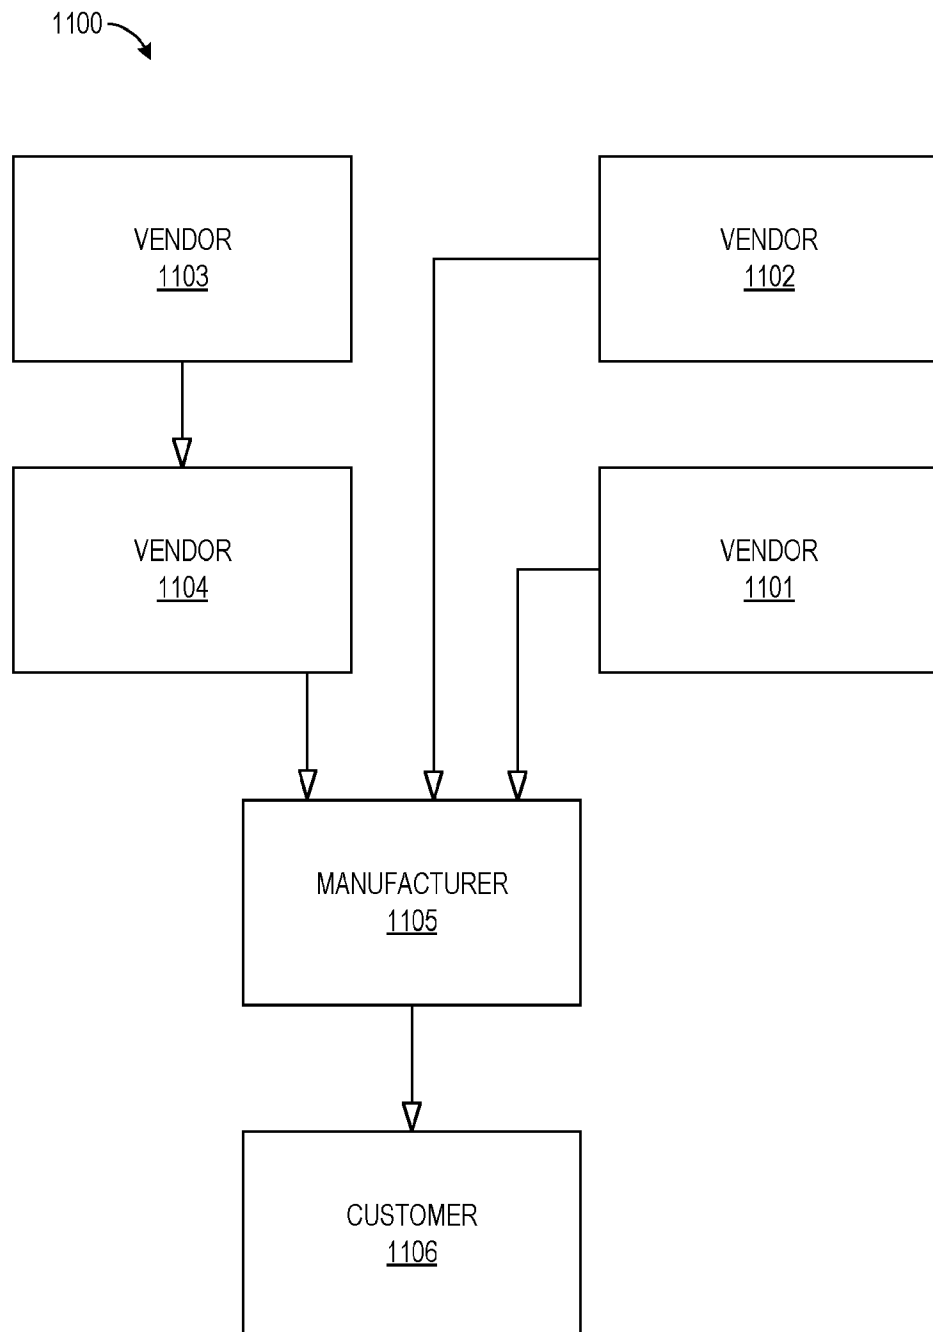 1100
VENDOR
1103
VENDOR
1102
VENDOR
1104
VENDOR
1101
MANUFACTURER
1105
CUSTOMER
1106